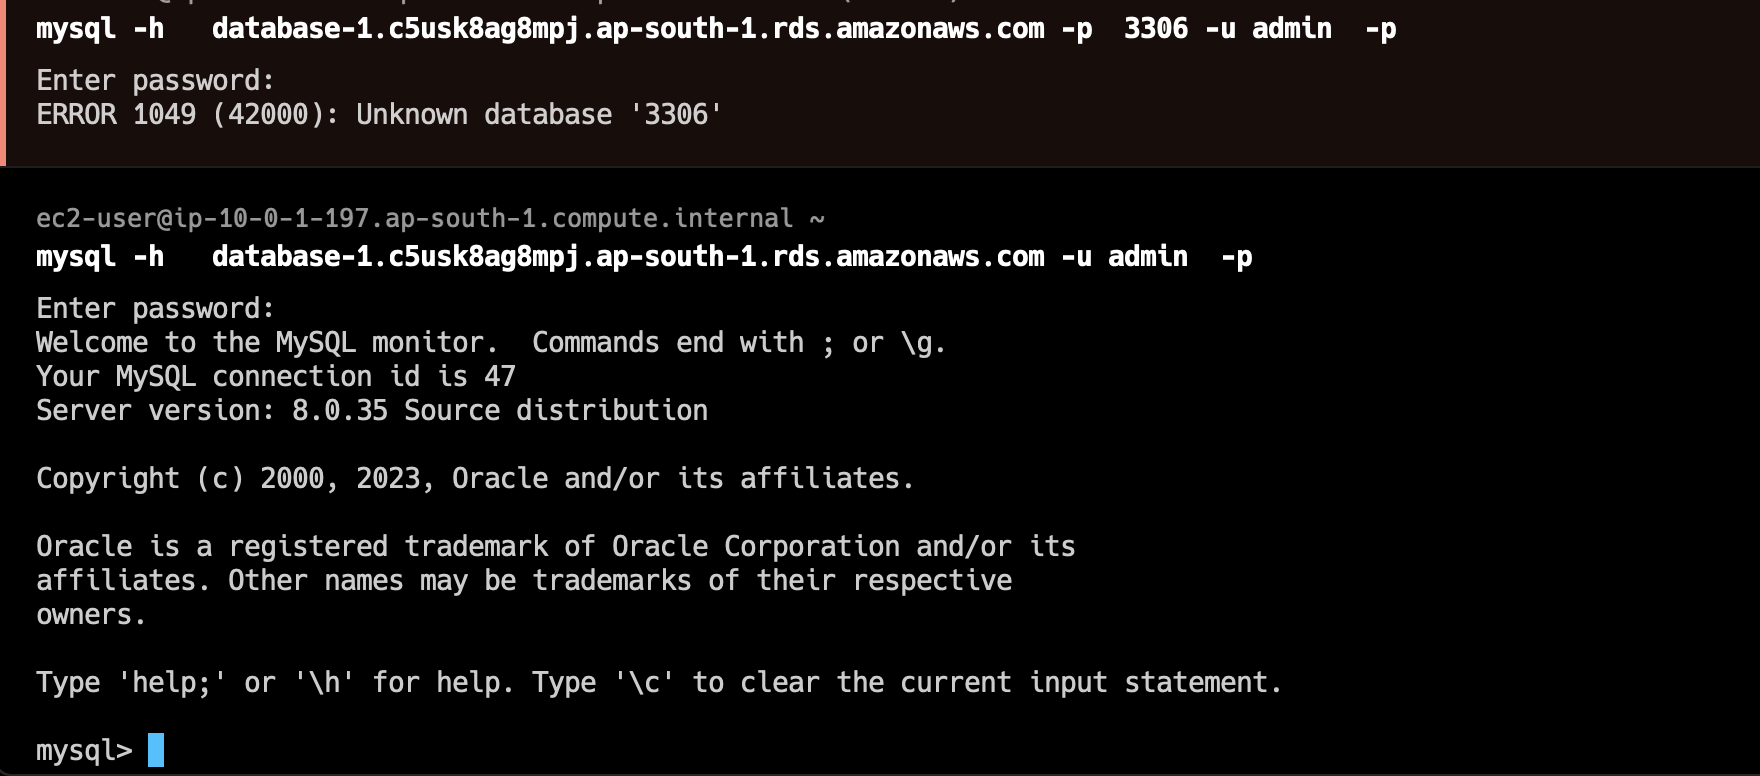 mysql -h   database-1.c5usk8ag8mpj.ap-south-1.rds.amazonaws.com -p  3306 -u admin  -p
Enter password:
ERROR 1049 (42000): Unknown database '3306'
ec2-user@ip-10-0-1-197.ap-south-1.compute.internal ~
mysql -h   database-1.c5usk8ag8mpj.ap-south-1.rds.amazonaws.com -u admin  -p
Enter password:
Welcome to the MySQL monitor.  Commands end with ; or \g.
Your MySQL connection id is 47
Server version: 8.0.35 Source distribution
Copyright (c) 2000, 2023, Oracle and/or its affiliates.
Oracle is a registered trademark of Oracle Corporation and/or its
affiliates. Other names may be trademarks of their respective
owners.
Type 'help;' or '\h' for help. Type '\c' to clear the current input statement.
mysql>